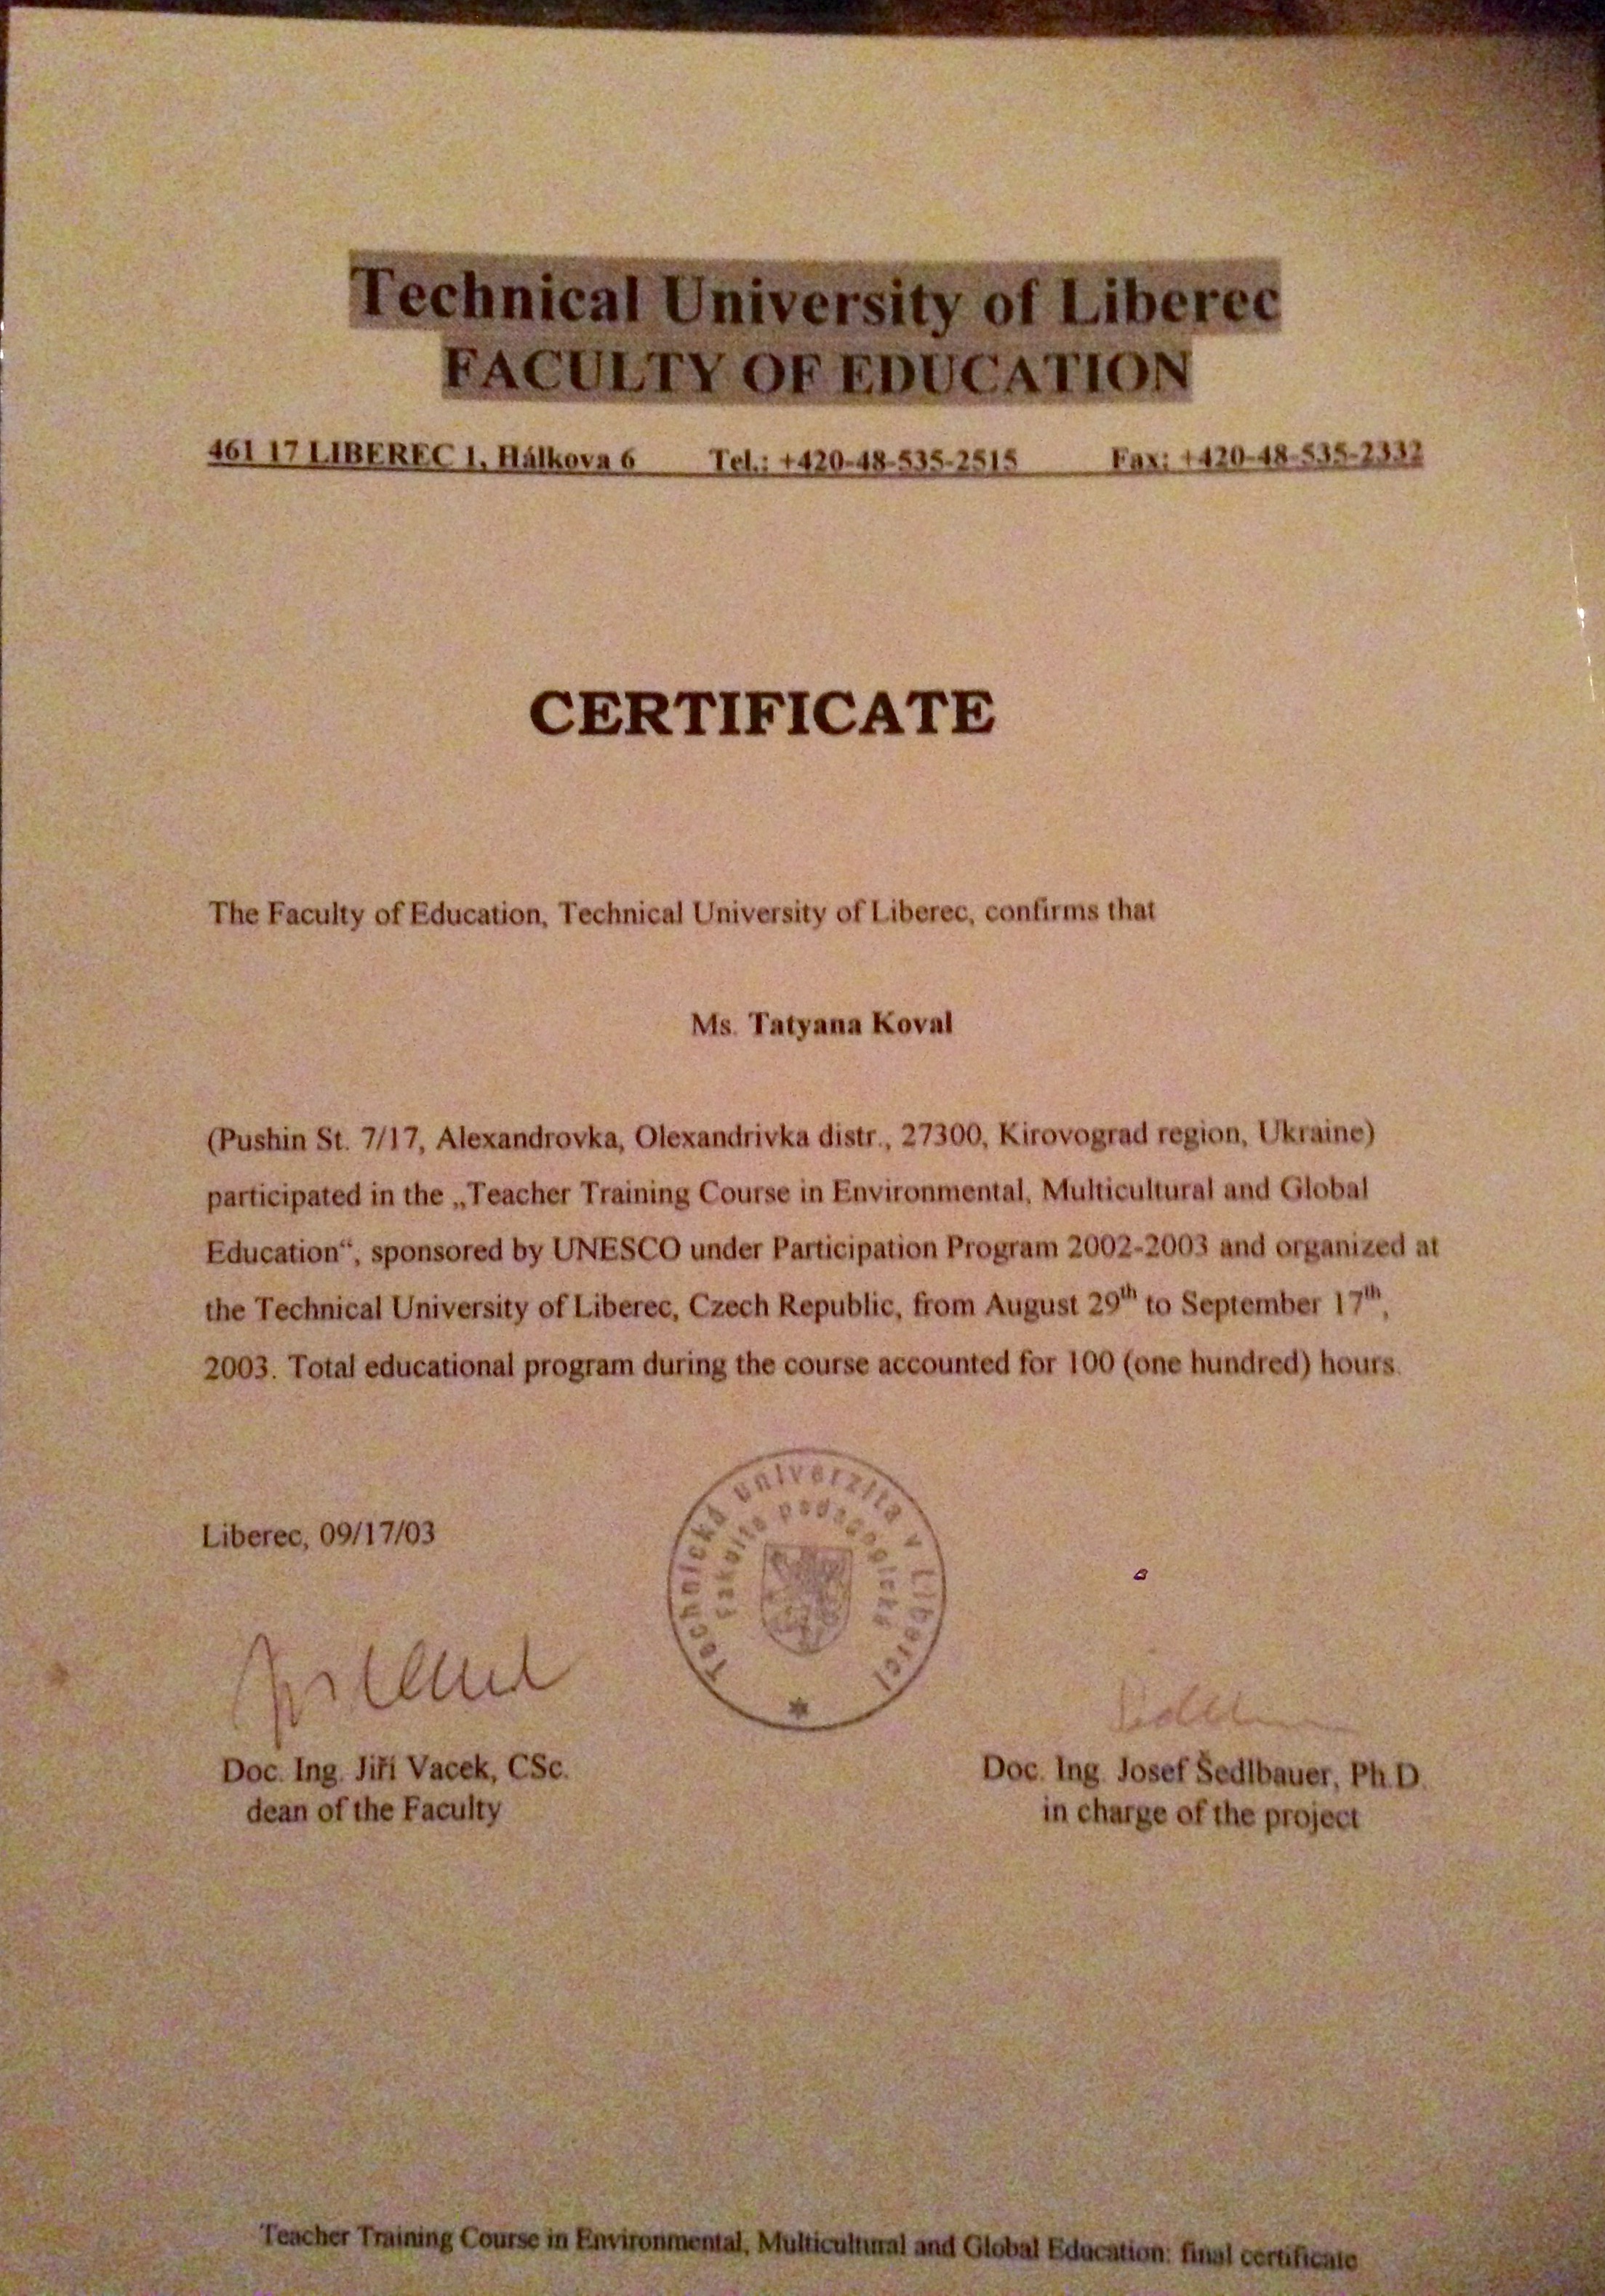 Technical University of Liberec
FACULTY OF EDUCATION
461 17 LIBEREC 1, Hálkova 6 Tel.: +420-48-535-2515 Fax: +420-48-535-2332
CERTIFICATE
The Faculty of Education, Technical University of Liberec, confirms that
Ms. Tatyana Koval
(Pushin St. 7/17, Alexandrovka, Olexandrivka distr., 27300, Kirovograd region, Ukraine)
participated in the „Teacher Training Course in Environmental, Multicultural and Global
Education“, sponsored by UNESCO under Participation Program 2002-2003 and organized at
the Technical University of Liberec, Czech Republic, from August 29th to September 17th,
2003. Total educational program during the course accounted for 100 (one hundred) hours.
Technická univerzita v Liberci
fakulta pedagogická
Liberec, 09/17/03
Doc. Ing. Jiří Vacek, CSc.
dean of the Faculty
Doc. Ing. Josef Šedlbauer, Ph.D.
in charge of the project
Teacher Training Course in Environmental, Multicultural and Global Education: final certificate